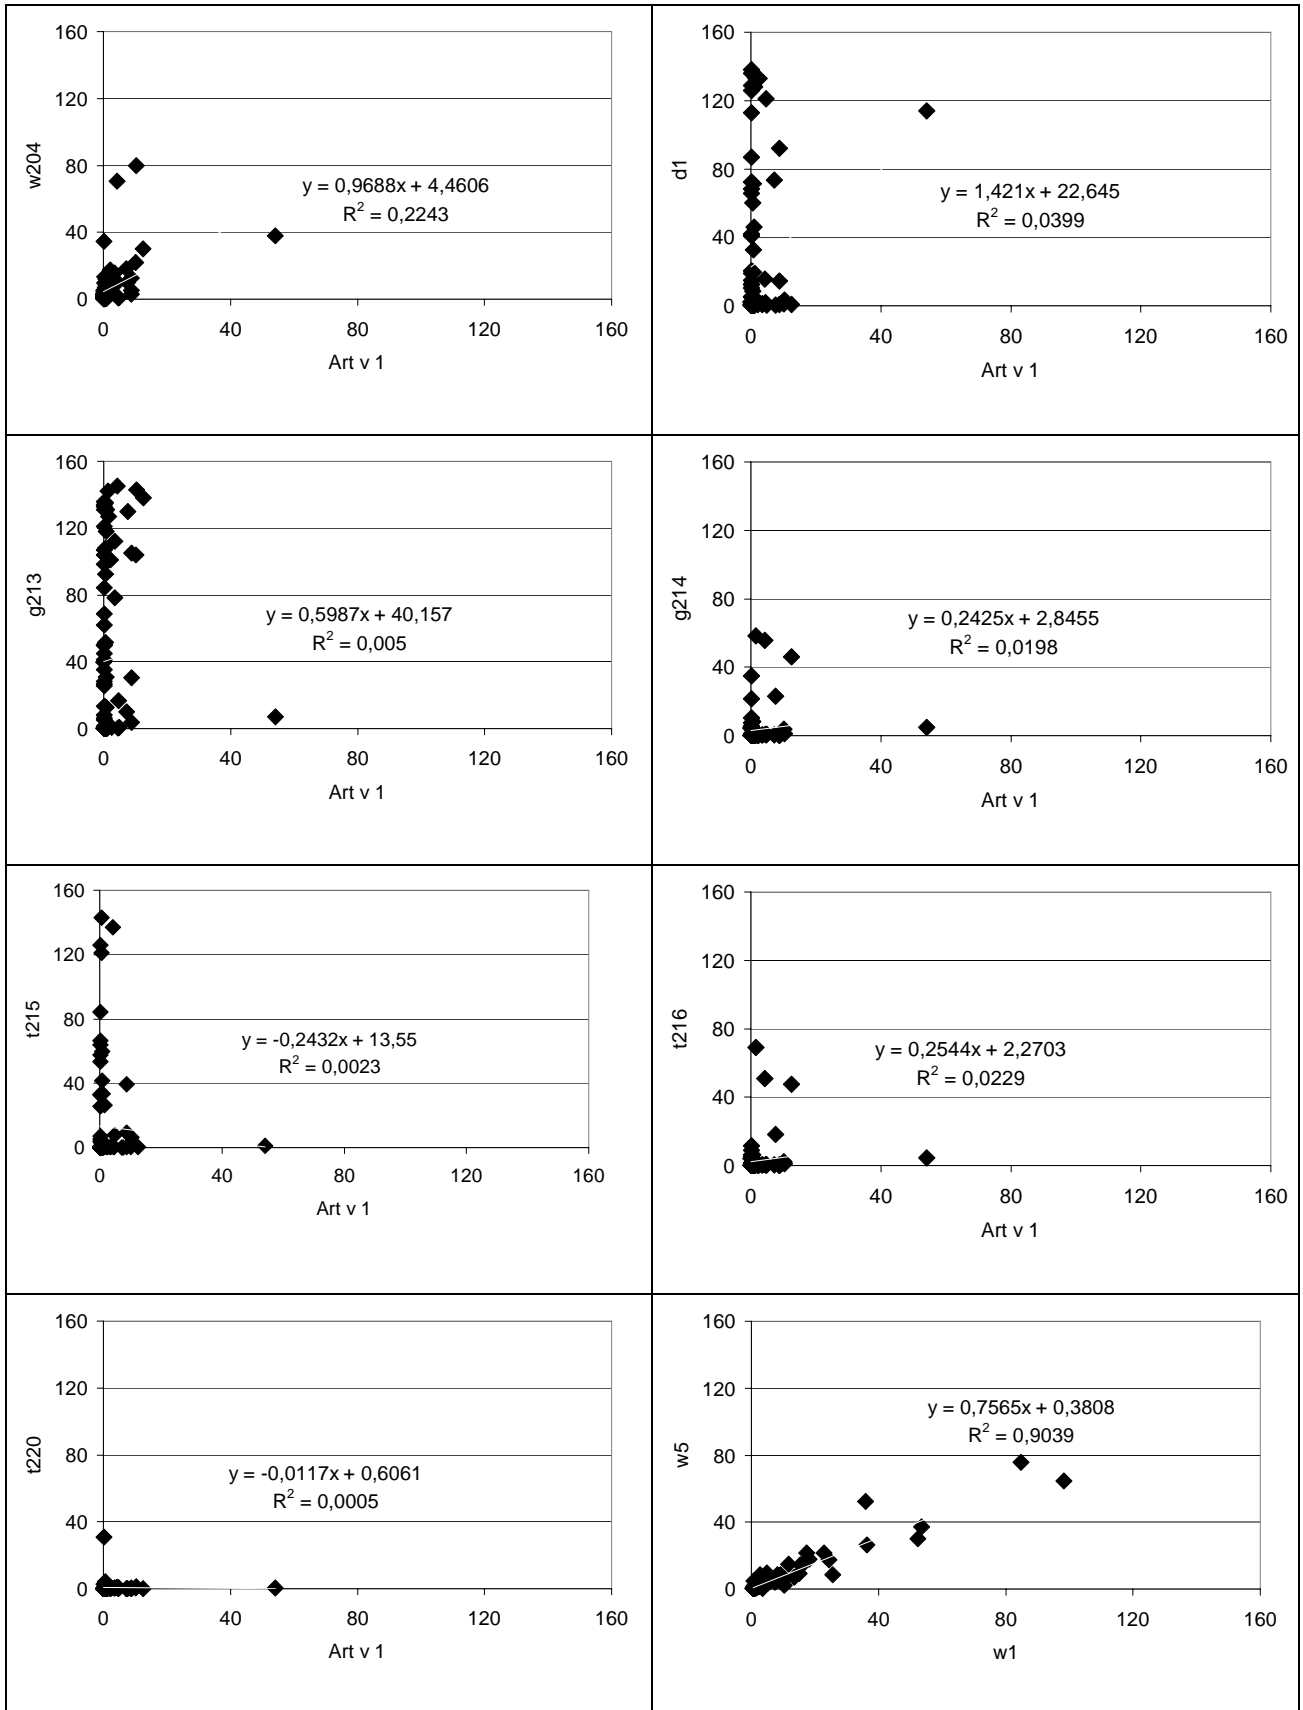 160
120
80
40
0
w204
y = 0,9688x + 4,4606
R² = 0,2243
0 40 80 120 160
Art v 1
160
120
80
40
0
d1
y = 1,421x + 22,645
R² = 0,0399
0 40 80 120 160
Art v 1
160
120
80
40
0
g213
y = 0,5987x + 40,157
R² = 0,005
0 40 80 120 160
Art v 1
160
120
80
40
0
g214
y = 0,2425x + 2,8455
R² = 0,0198
0 40 80 120 160
Art v 1
160
120
80
40
0
t215
y = -0,2432x + 13,55
R² = 0,0023
0 40 80 120 160
Art v 1
160
120
80
40
0
t216
y = 0,2544x + 2,2703
R² = 0,0229
0 40 80 120 160
Art v 1
160
120
80
40
0
t220
y = -0,0117x + 0,6061
R² = 0,0005
0 40 80 120 160
Art v 1
160
120
80
40
0
w5
y = 0,7565x + 0,3808
R² = 0,9039
0 40 80 120 160
w1